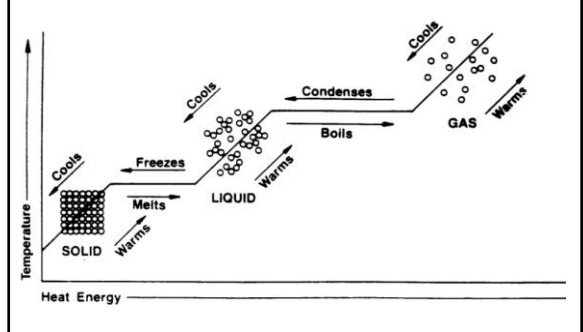 Cools
GAS
Warms
Condenses
Boils
Cools
LIQUID
Warms
Freezes
Melts
Cools
SOLID
Warms
Temperature
Heat Energy